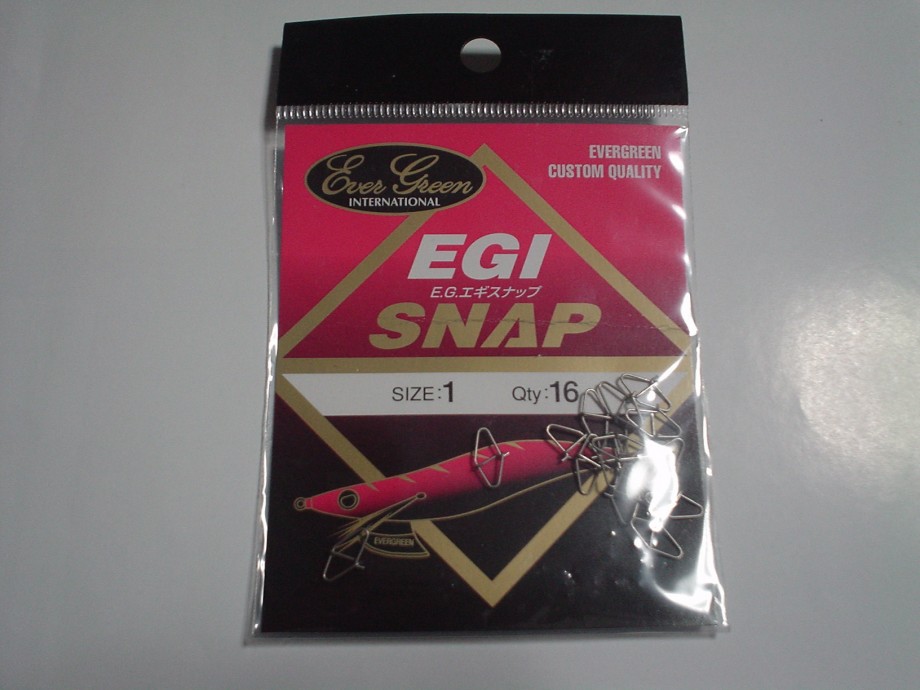 Ever Green
INTERNATIONAL
EVERGREEN
CUSTOM QUALITY
EGI
E.G.エギスナップ
SNAP
SIZE:1 Qty:16
EVERGREEN